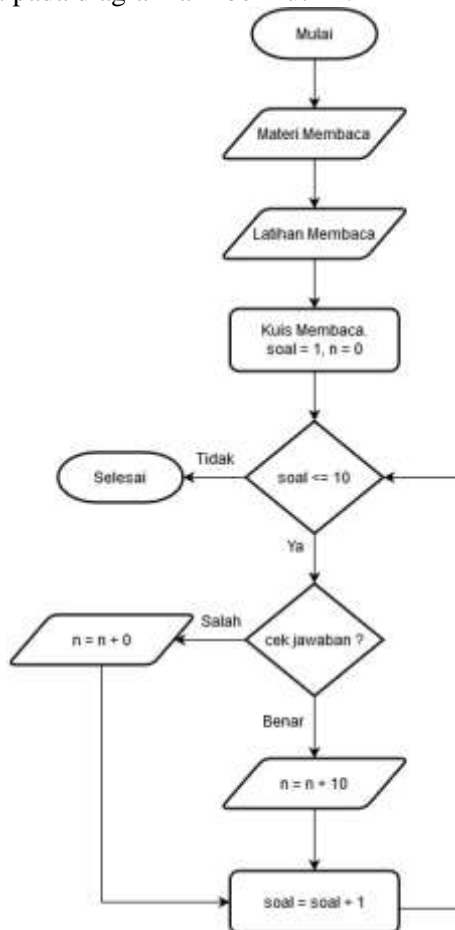 Mulai
Materi Membaca
Latihan Membaca
Kuis Membaca.
soal = 1, n = 0
soal <= 10
Tidak
Selesai
Ya
cek jawaban ?
Salah
n = n + 0
Benar
n = n + 10
soal = soal + 1